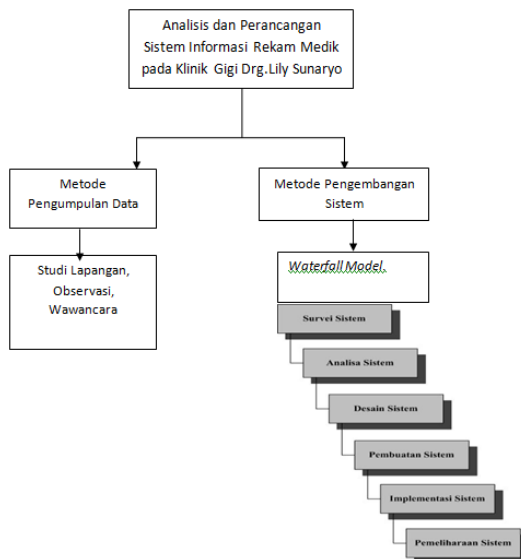 Analisis dan Perancangan
Sistem Informasi Rekam Medik
pada Klinik Gigi Drg.Lily Sunaryo
Metode
Pengumpulan Data
Metode Pengembangan
Sistem
Studi Lapangan,
Observasi,
Wawancara
Waterfall Model.
Survei Sistem
Analisa Sistem
Desain Sistem
Pembuatan Sistem
Implementasi Sistem
Pemeliharaan Sistem